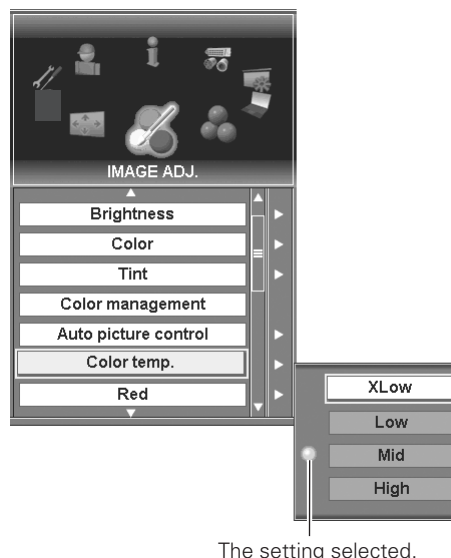 IMAGE ADJ.
Brightness
Color
Tint
Color management
Auto picture control
Color temp.
Red
XLow
Low
Mid
High
The setting selected.